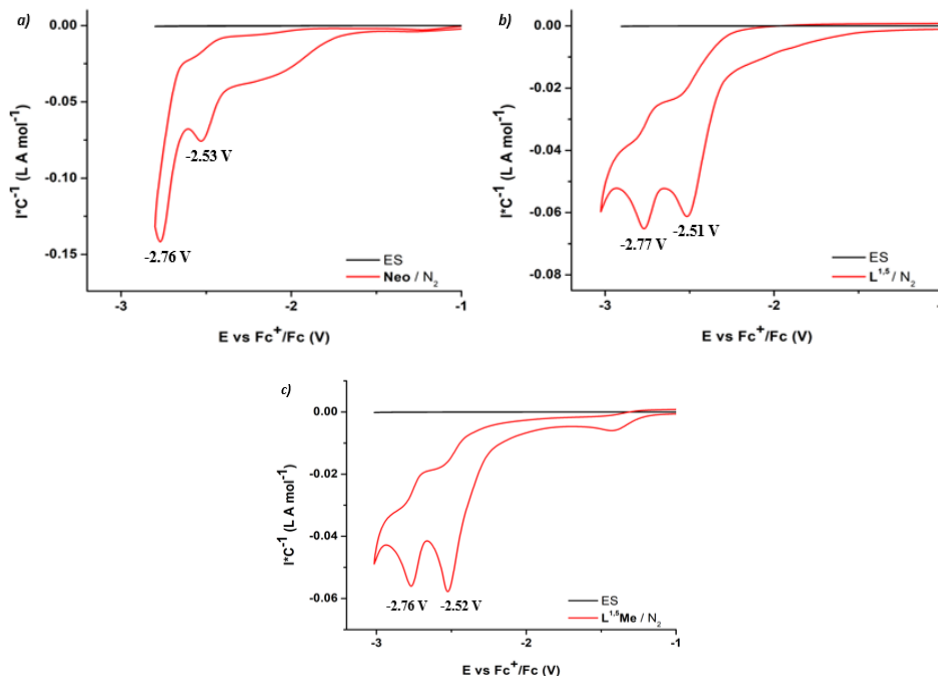 a)
0.00
-0.05
-0.10
-0.15
I*C⁻¹ (L A mol⁻¹)
-2.53 V
-2.76 V
ES
Neo / N₂
-3
-2
-1
E vs Fc⁺/Fc (V)
b)
0.00
-0.02
-0.04
-0.06
-0.08
I*C⁻¹ (L A mol⁻¹)
-2.77 V
-2.51 V
ES
L¹,⁵ / N₂
-3
-2
-1
E vs Fc⁺/Fc (V)
c)
0.00
-0.02
-0.04
-0.06
I*C⁻¹ (L A mol⁻¹)
-2.76 V
-2.52 V
ES
L¹,⁵Me / N₂
-3
-2
-1
E vs Fc⁺/Fc (V)